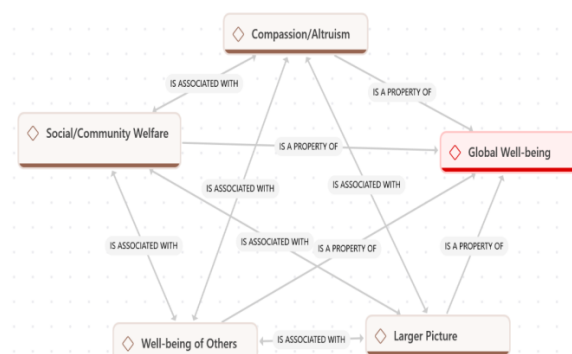 Compassion/Altruism
IS ASSOCIATED WITH
IS A PROPERTY OF
Social/Community Welfare
IS A PROPERTY OF
Global Well-being
IS ASSOCIATED WITH
IS ASSOCIATED WITH
IS ASSOCIATED WITH
IS ASSOCIATED WITH
IS A PROPERTY OF
IS A PROPERTY OF
Well-being of Others
IS ASSOCIATED WITH
Larger Picture